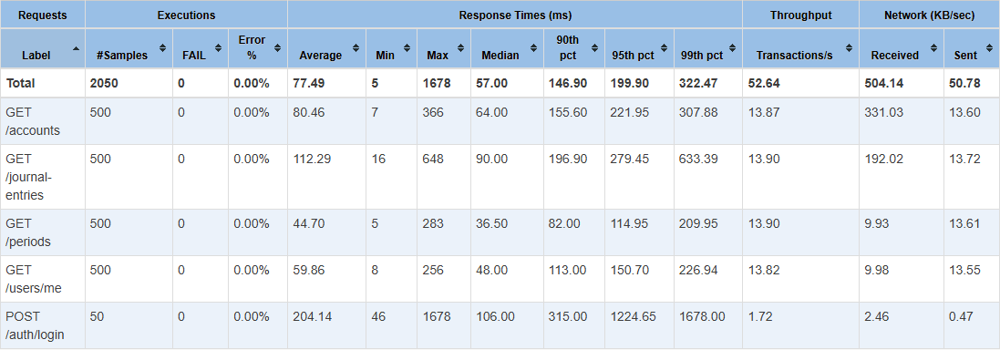 Requests Executions Response Times (ms) Throughput Network (KB/sec)
Label #Samples FAIL Error % Average Min Max Median 90th pct 95th pct 99th pct Transactions/s Received Sent
Total 2050 0 0.00% 77.49 5 1678 57.00 146.90 199.90 322.47 52.64 504.14 50.78
GET /accounts 500 0 0.00% 80.46 7 366 64.00 155.60 221.95 307.88 13.87 331.03 13.60
GET /journal-entries 500 0 0.00% 112.29 16 648 90.00 196.90 279.45 633.39 13.90 192.02 13.72
GET /periods 500 0 0.00% 44.70 5 283 36.50 82.00 114.95 209.95 13.90 9.93 13.61
GET /users/me 500 0 0.00% 59.86 8 256 48.00 113.00 150.70 226.94 13.82 9.98 13.55
POST /auth/login 50 0 0.00% 204.14 46 1678 106.00 315.00 1224.65 1678.00 1.72 2.46 0.47